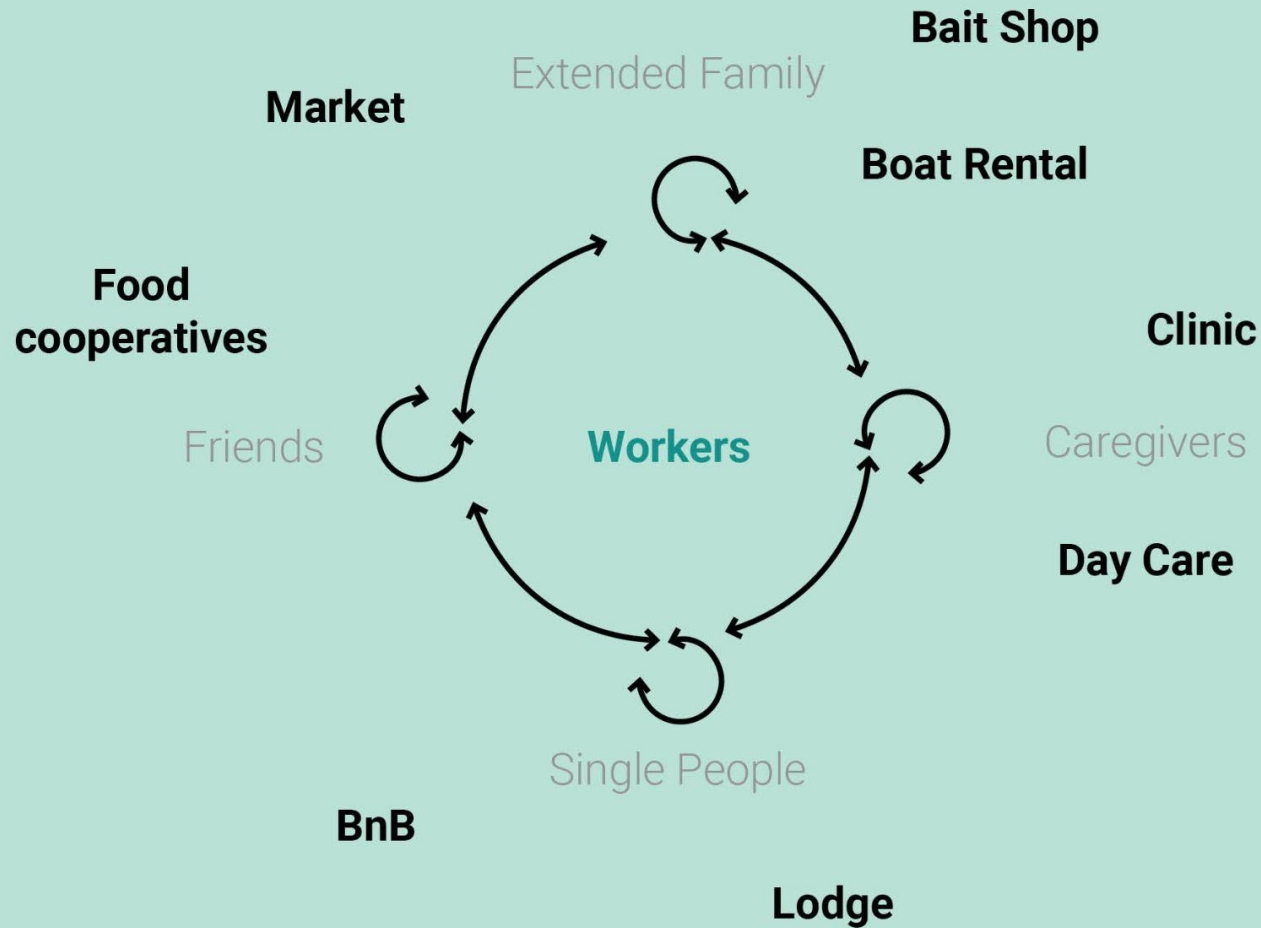 Bait Shop
Extended Family
Market
Boat Rental
Food
cooperatives
Clinic
Friends
Workers
Caregivers
Day Care
Single People
BnB
Lodge